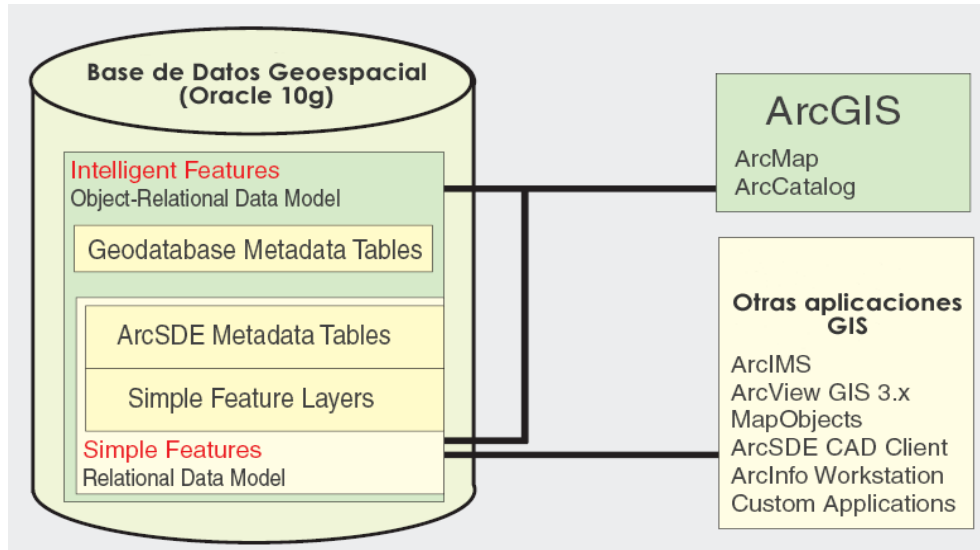 Base de Datos Geoespacial
(Oracle 10g)
Intelligent Features
Object-Relational Data Model
Geodatabase Metadata Tables
ArcSDE Metadata Tables
Simple Feature Layers
Simple Features
Relational Data Model
ArcGIS
ArcMap
ArcCatalog
Otras aplicaciones
GIS
ArcIMS
ArcView GIS 3.x
MapObjects
ArcSDE CAD Client
ArcInfo Workstation
Custom Applications